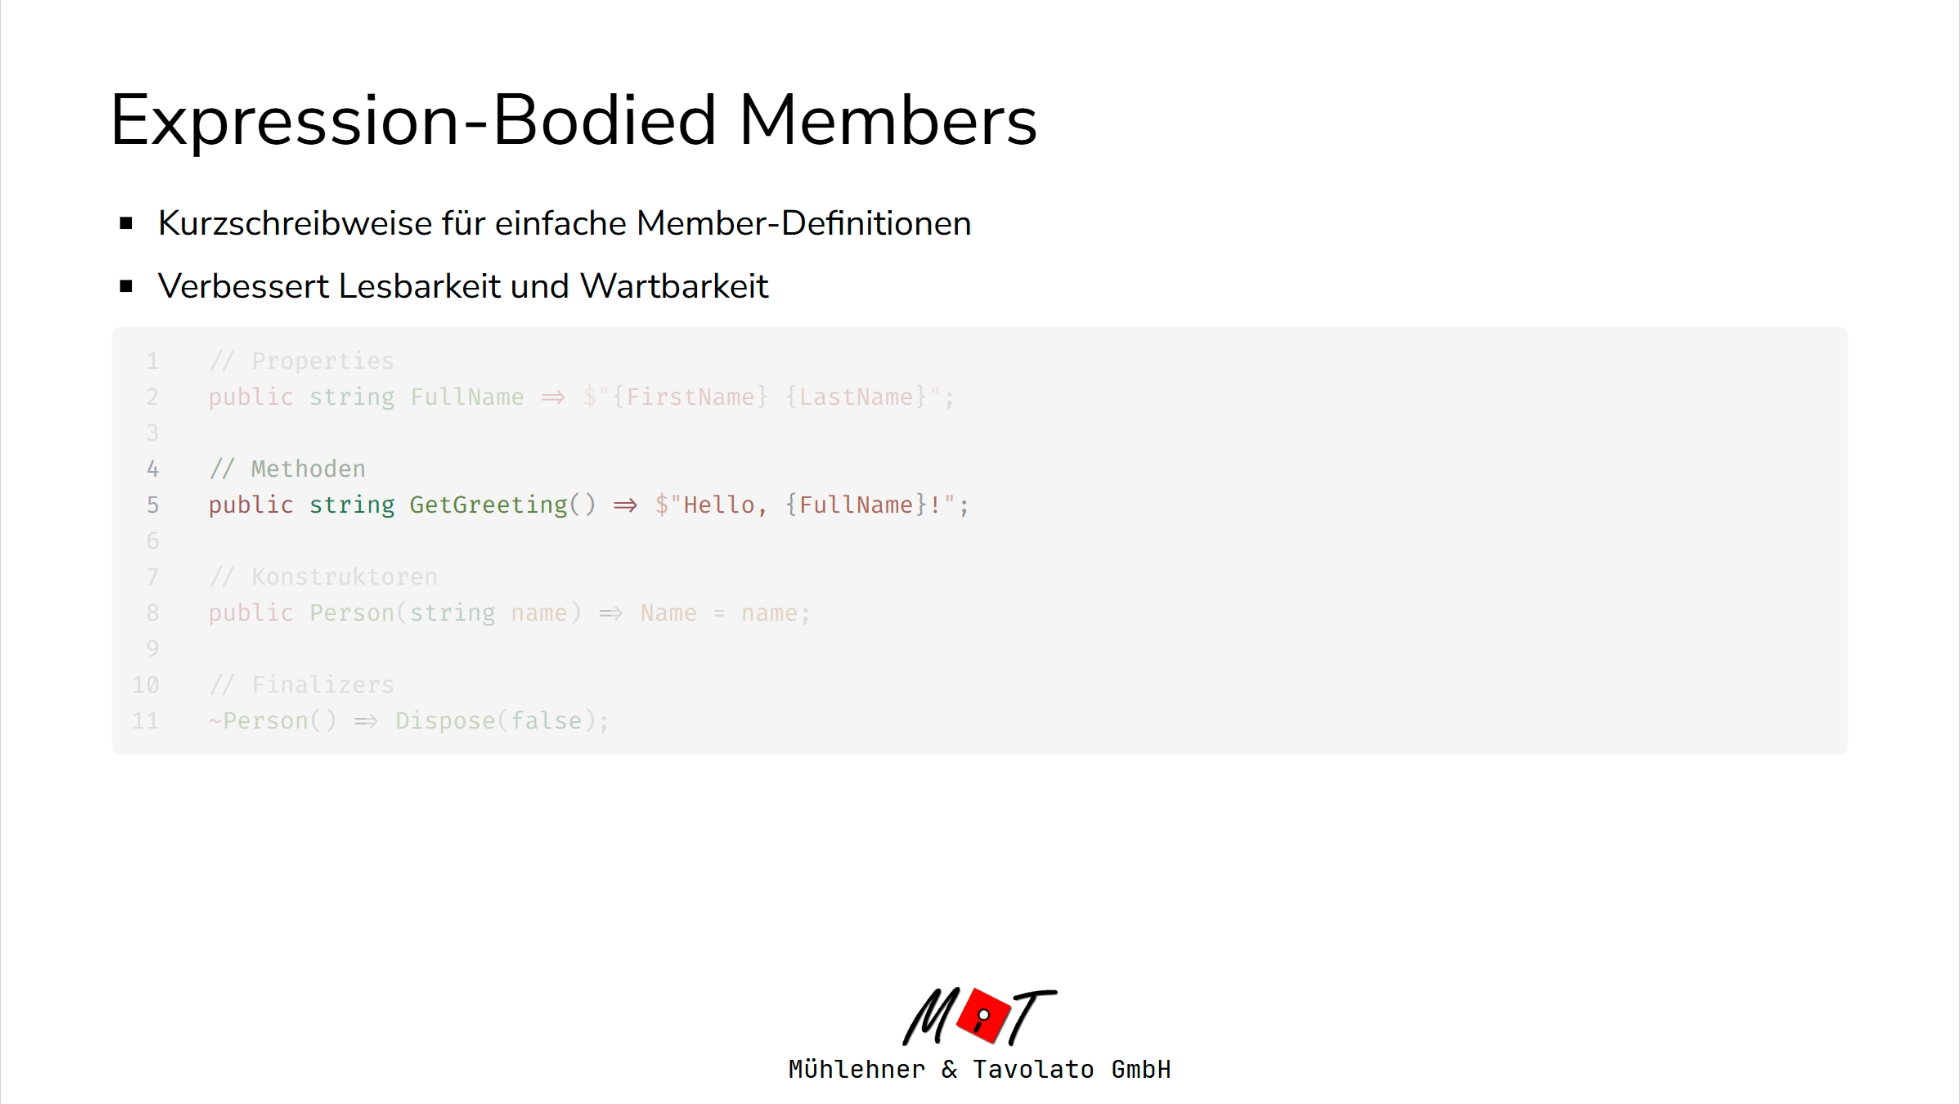 Expression-Bodied Members
▪ Kurzschreibweise für einfache Member-Definitionen
▪ Verbessert Lesbarkeit und Wartbarkeit
1 // Properties
2 public string FullName => $"{FirstName} {LastName}";
3
4 // Methoden
5 public string GetGreeting() => $"Hello, {FullName}!";
6
7 // Konstruktoren
8 public Person(string name) => Name = name;
9
10 // Finalizers
11 ~Person() => Dispose(false);
M T
Mühlehner & Tavolato GmbH